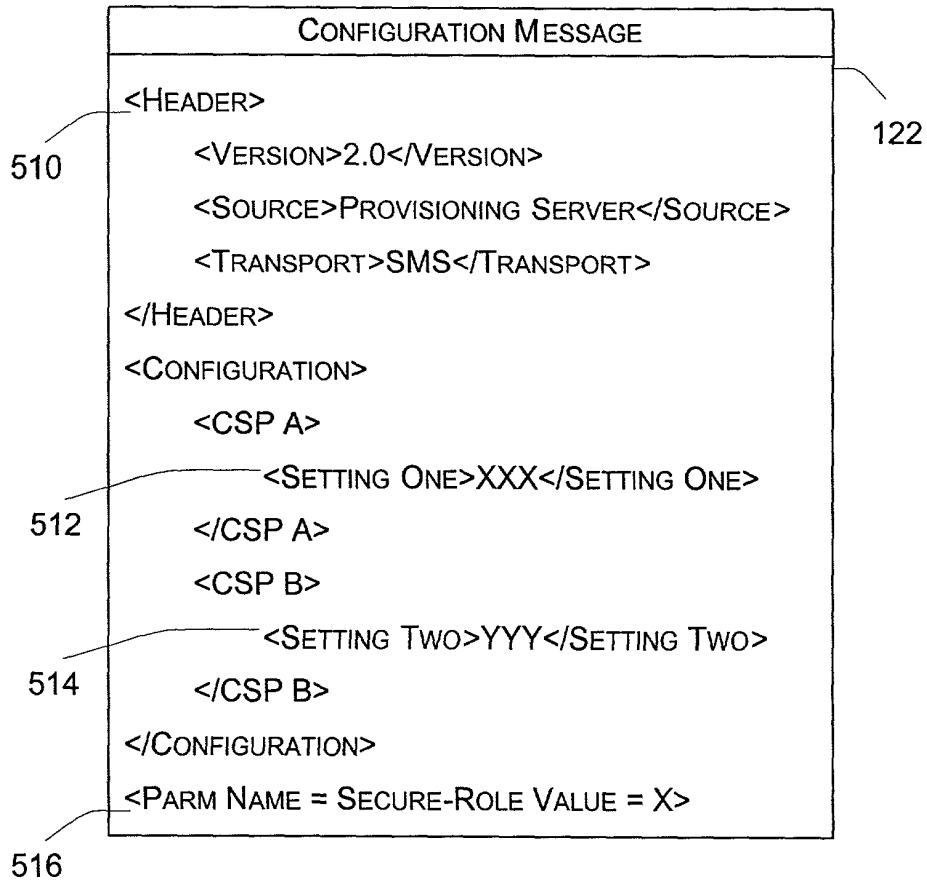 CONFIGURATION MESSAGE
122
<HEADER>
510
<VERSION>2.0</VERSION>
<SOURCE>PROVISIONING SERVER</SOURCE>
<TRANSPORT>SMS</TRANSPORT>
</HEADER>
<CONFIGURATION>
<CSP A>
<SETTING ONE>XXX</SETTING ONE>
512
</CSP A>
<CSP B>
<SETTING TWO>YYY</SETTING TWO>
514
</CSP B>
</CONFIGURATION>
<PARM NAME = SECURE-ROLE VALUE = X>
516